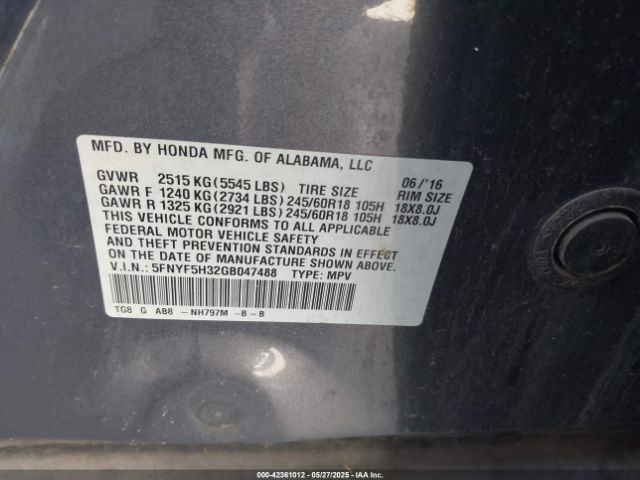 MFD. BY HONDA MFG. OF ALABAMA, LLC
GVWR 2515 KG (5545 LBS) TIRE SIZE 06/'16 RIM SIZE
GAWR F 1240 KG (2734 LBS) 245/60R18 105H 18X8.0J
GAWR R 1325 KG (2921 LBS) 245/60R18 105H 18X8.0J
THIS VEHICLE CONFORMS TO ALL APPLICABLE
FEDERAL MOTOR VEHICLE SAFETY
AND THEFT PREVENTION STANDARDS IN EFFECT
ON THE DATE OF MANUFACTURE SHOWN ABOVE.
V.I.N.: 5FNYF5H32GB047488 TYPE: MPV
TG8 G AB8 -NH797M -B -B
000-42361012 - 05/27/2025 - IAAI.COM